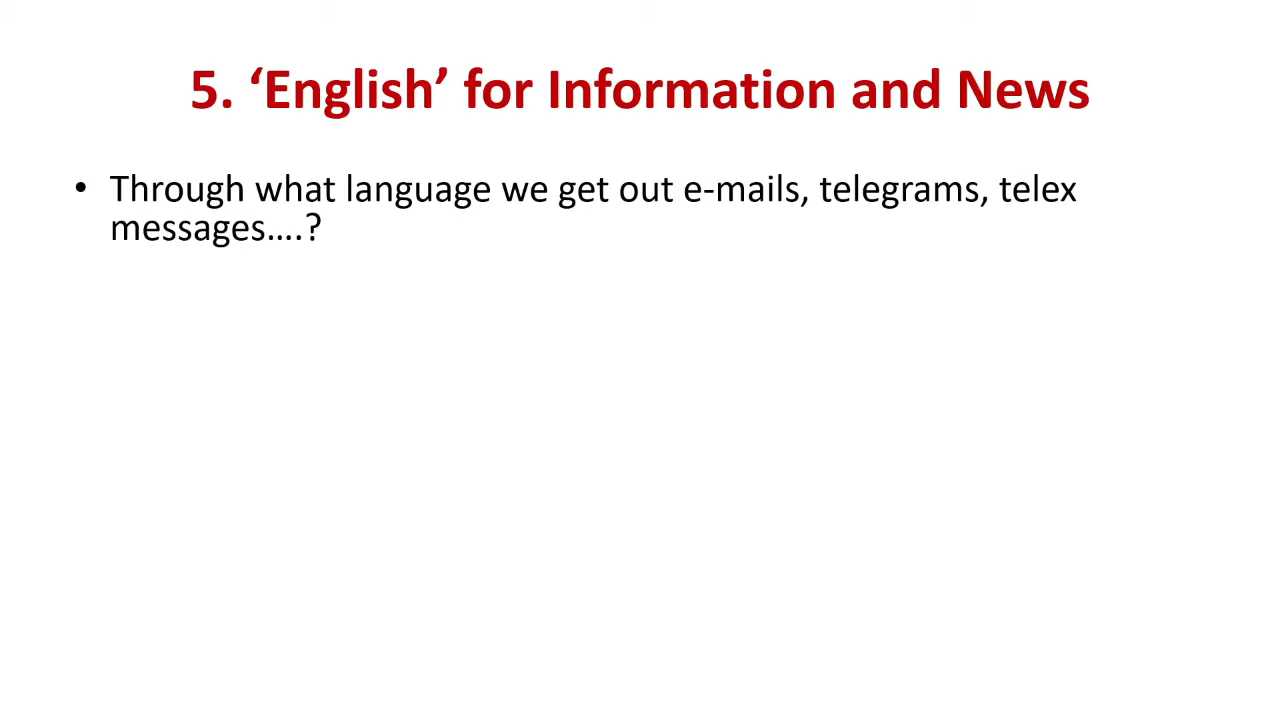 5. ‘English’ for Information and News
• Through what language we get out e-mails, telegrams, telex
messages….?